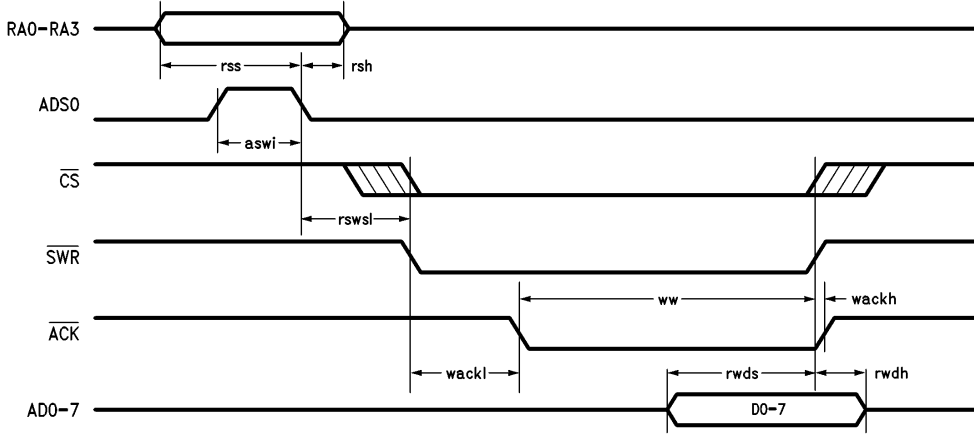 RA0-RA3
rss
rsh
ADS0
aswi
CS
rswsl
SWR
ww
wackh
ACK
wackl
rwds
rwdh
AD0-7
D0-7